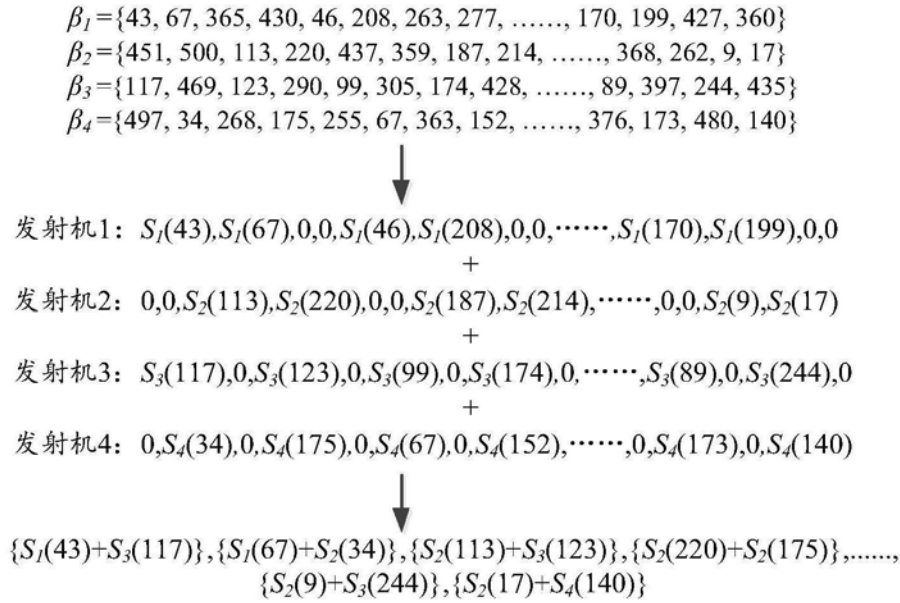 β₁={43, 67, 365, 430, 46, 208, 263, 277, ……, 170, 199, 427, 360}
β₂={451, 500, 113, 220, 437, 359, 187, 214, ……, 368, 262, 9, 17}
β₃={117, 469, 123, 290, 99, 305, 174, 428, ……, 89, 397, 244, 435}
β₄={497, 34, 268, 175, 255, 67, 363, 152, ……, 376, 173, 480, 140}
发射机1：S₁(43),S₁(67),0,0,S₁(46),S₁(208),0,0,……,S₁(170),S₁(199),0,0
+
发射机2：0,0,S₂(113),S₂(220),0,0,S₂(187),S₂(214),……,0,0,S₂(9),S₂(17)
+
发射机3：S₃(117),0,S₃(123),0,S₃(99),0,S₃(174),0,……,S₃(89),0,S₃(244),0
+
发射机4：0,S₄(34),0,S₄(175),0,S₄(67),0,S₄(152),……,0,S₄(173),0,S₄(140)
{S₁(43)+S₃(117)},{S₁(67)+S₂(34)},{S₂(113)+S₃(123)},{S₂(220)+S₂(175)},......,
{S₂(9)+S₃(244)},{S₂(17)+S₄(140)}